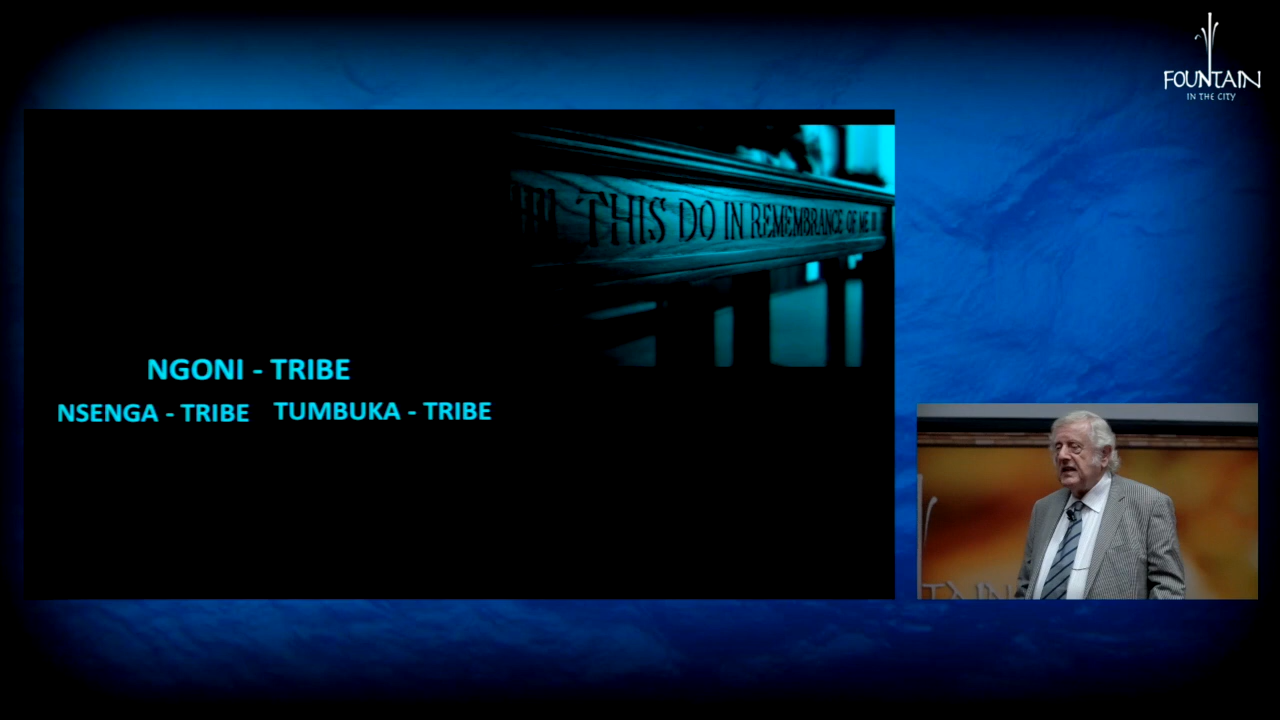 FOUNTAIN
IN THE CITY
THIS DO IN REMEMBRANCE OF ME
NGONI - TRIBE
NSENGA - TRIBE TUMBUKA - TRIBE